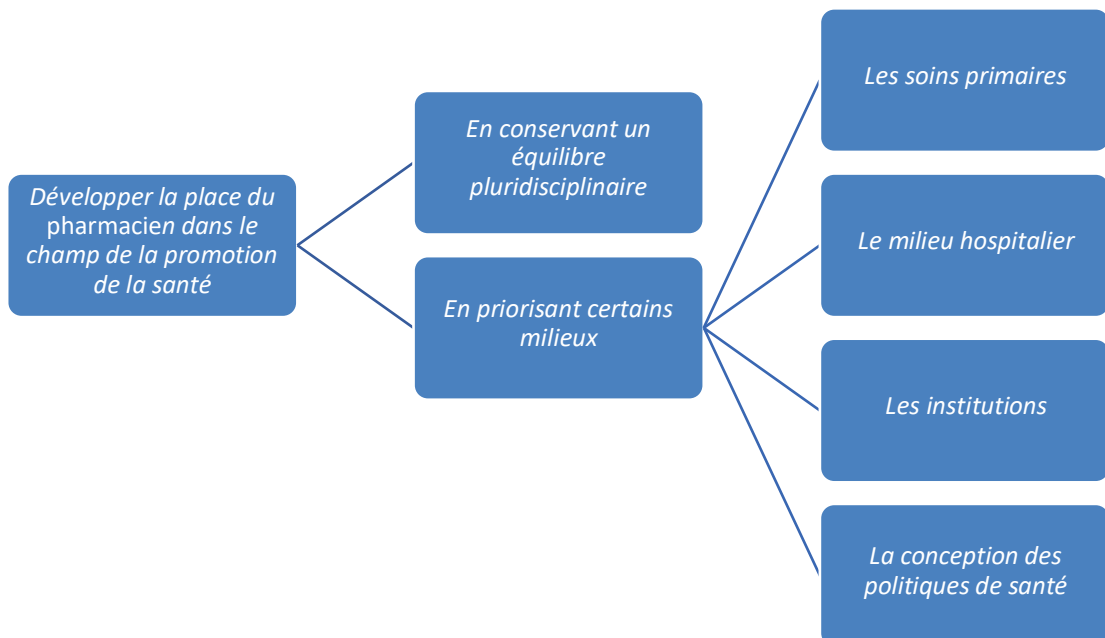 Développer la place du
pharmacien dans le
champ de la promotion
de la santé
En conservant un
équilibre
pluridisciplinaire
En priorisant certains
milieux
Les soins primaires
Le milieu hospitalier
Les institutions
La conception des
politiques de santé